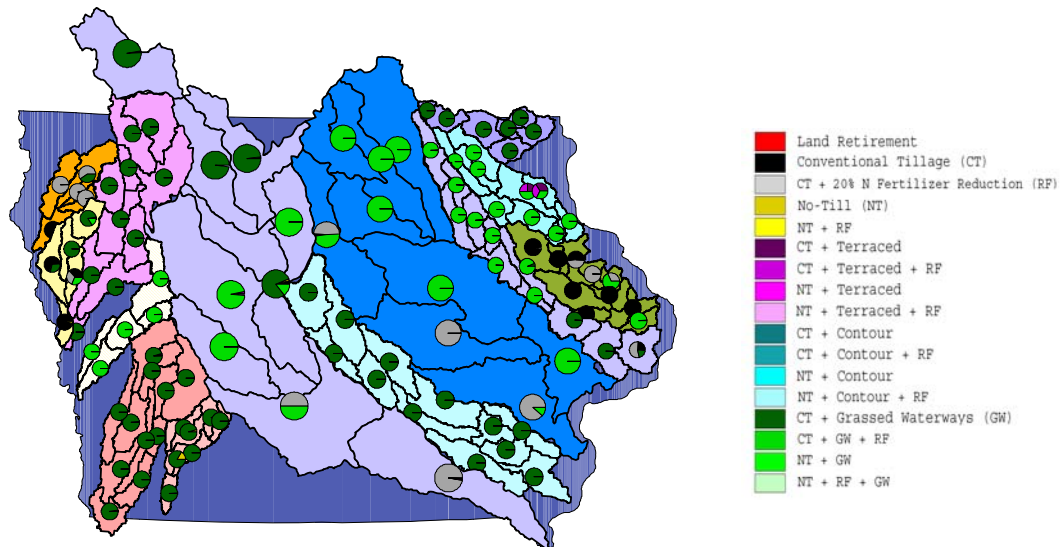 Land Retirement
Conventional Tillage (CT)
CT + 20% N Fertilizer Reduction (RF)
No-Till (NT)
NT + RF
CT + Terraced
CT + Terraced + RF
NT + Terraced
NT + Terraced + RF
CT + Contour
CT + Contour + RF
NT + Contour
NT + Contour + RF
CT + Grassed Waterways (GW)
CT + GW + RF
NT + GW
NT + RF + GW